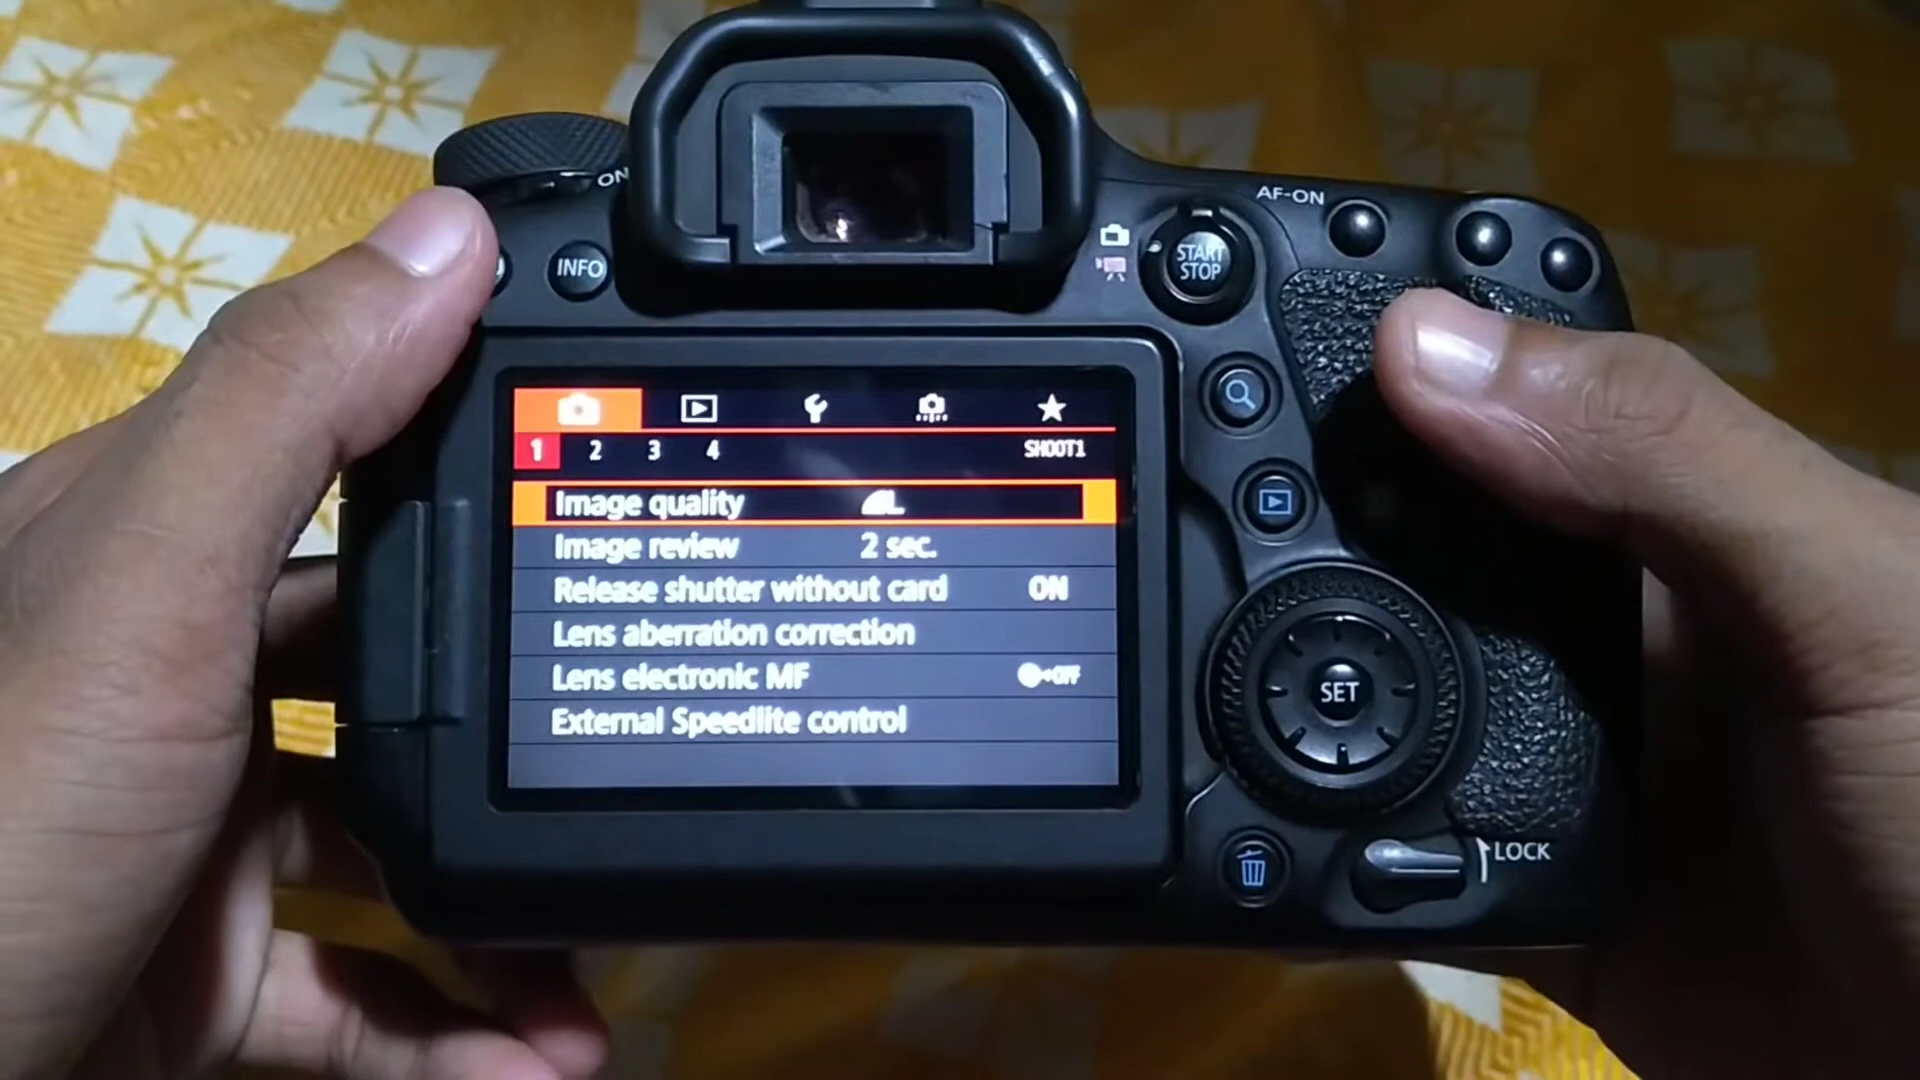 ON
INFO
AF-ON
START
STOP
1 2 3 4 SHOOT1
Image quality L
Image review 2 sec.
Release shutter without card ON
Lens aberration correction
Lens electronic MF OFF
External Speedlite control
SET
LOCK